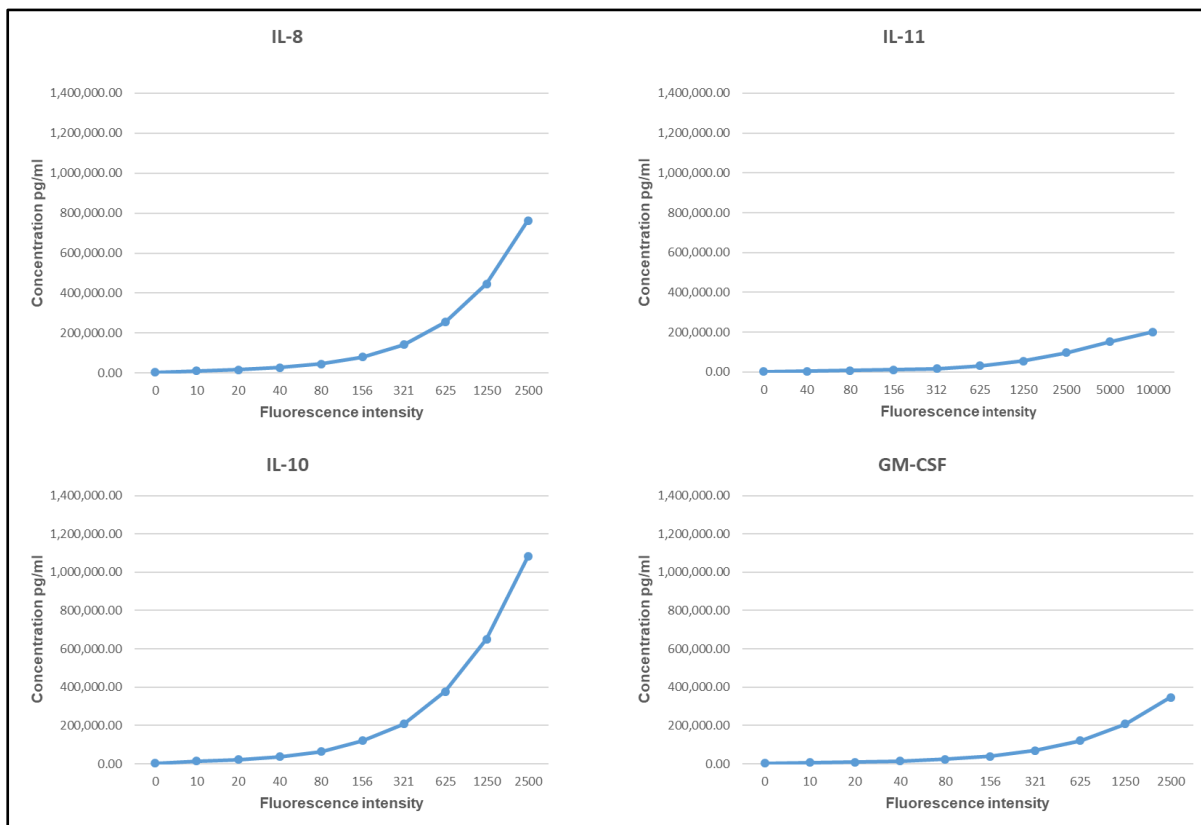 IL-8
1,400,000.00
1,200,000.00
1,000,000.00
800,000.00
600,000.00
400,000.00
200,000.00
0.00
Concentration pg/ml
0 10 20 40 80 156 321 625 1250 2500
Fluorescence intensity
IL-11
1,400,000.00
1,200,000.00
1,000,000.00
800,000.00
600,000.00
400,000.00
200,000.00
0.00
Concentration pg/ml
0 40 80 156 312 625 1250 2500 5000 10000
Fluorescence intensity
IL-10
1,400,000.00
1,200,000.00
1,000,000.00
800,000.00
600,000.00
400,000.00
200,000.00
0.00
Concentration pg/ml
0 10 20 40 80 156 321 625 1250 2500
Fluorescence intensity
GM-CSF
1,400,000.00
1,200,000.00
1,000,000.00
800,000.00
600,000.00
400,000.00
200,000.00
0.00
Concentration pg/ml
0 10 20 40 80 156 321 625 1250 2500
Fluorescence intensity